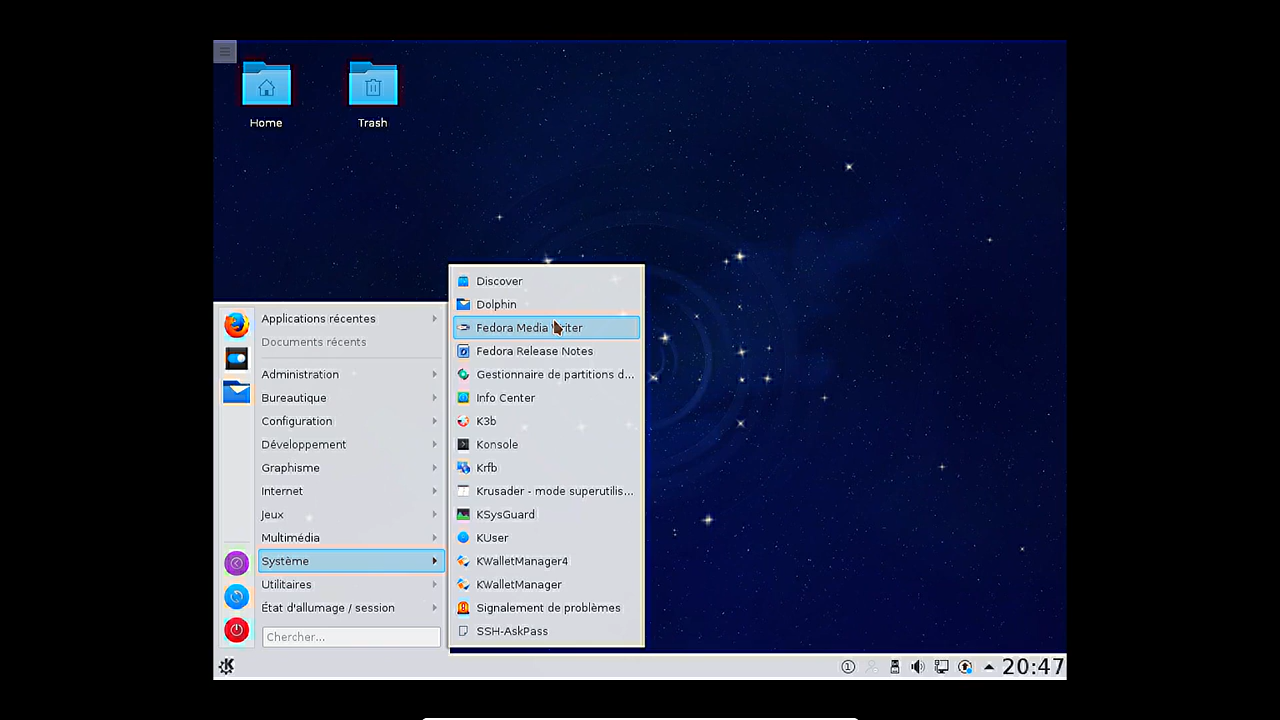 Home
Trash
Applications récentes
Documents récents
Administration
Bureautique
Configuration
Développement
Graphisme
Internet
Jeux
Multimédia
Système
Utilitaires
État d'allumage / session
Chercher...
Discover
Dolphin
Fedora Media Writer
Fedora Release Notes
Gestionnaire de partitions d...
Info Center
K3b
Konsole
Krfb
Krusader - mode superutilis...
KSysGuard
KUser
KWalletManager4
KWalletManager
Signalement de problèmes
SSH-AskPass
1
20:47